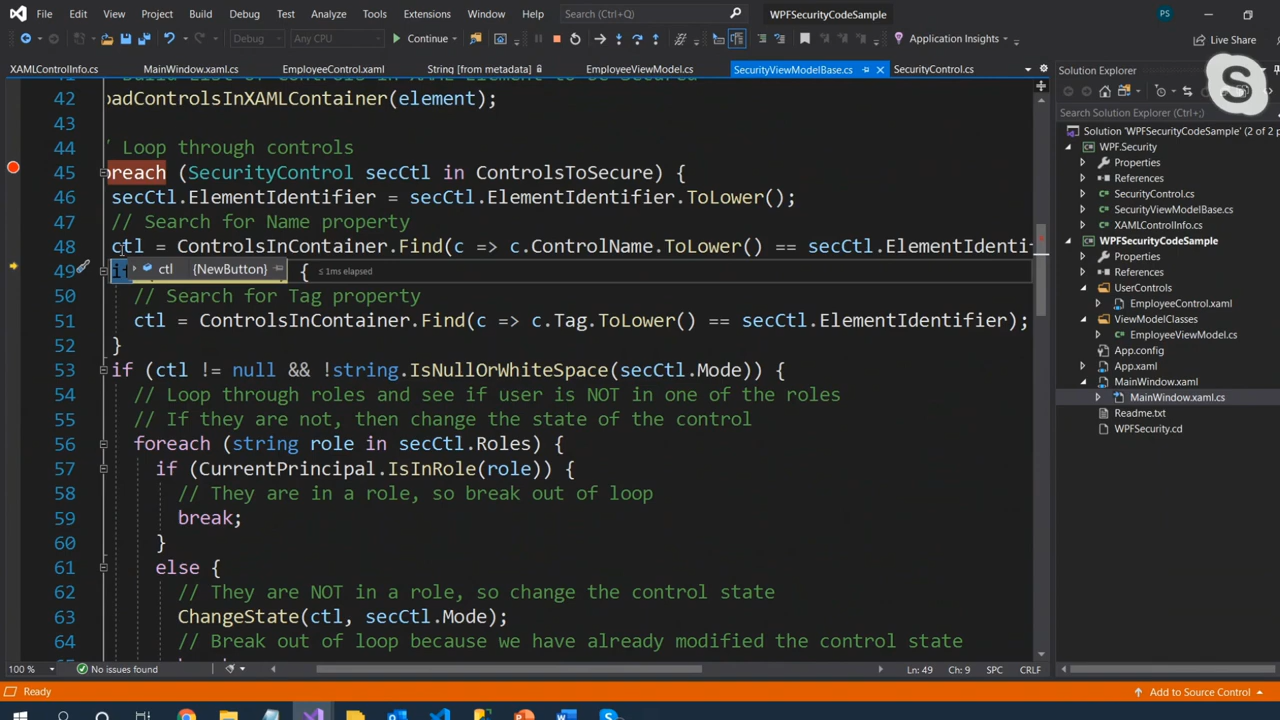 File Edit View Project Build Debug Test Analyze Tools Extensions Window Help Search (Ctrl+Q) WPFSecurityCodeSample PS
Debug Any CPU Continue Application Insights Live Share
XAMLControlInfo.cs MainWindow.xaml.cs EmployeeControl.xaml String [from metadata] EmployeeViewModel.cs SecurityViewModelBase.cs SecurityControl.cs
42 oadControlsInXAMLContainer(element);
43
44 / Loop through controls
45 reach (SecurityControl secCtl in ControlsToSecure) {
46 secCtl.ElementIdentifier = secCtl.ElementIdentifier.ToLower();
47 // Search for Name property
48 ctl = ControlsInContainer.Find(c => c.ControlName.ToLower() == secCtl.ElementIdenti
49 i ctl {NewButton} { ≤ 1ms elapsed
50 // Search for Tag property
51 ctl = ControlsInContainer.Find(c => c.Tag.ToLower() == secCtl.ElementIdentifier);
52 }
53 if (ctl != null && !string.IsNullOrWhiteSpace(secCtl.Mode)) {
54 // Loop through roles and see if user is NOT in one of the roles
55 // If they are not, then change the state of the control
56 foreach (string role in secCtl.Roles) {
57 if (CurrentPrincipal.IsInRole(role)) {
58 // They are in a role, so break out of loop
59 break;
60 }
61 else {
62 // They are NOT in a role, so change the control state
63 ChangeState(ctl, secCtl.Mode);
64 // Break out of loop because we have already modified the control state
100 % No issues found Ln: 49 Ch: 9 SPC CRLF
Solution Explorer
Search Solution Explorer (Ctrl+;)
Solution 'WPFSecurityCodeSample' (2 of 2 p
WPF.Security
Properties
References
SecurityControl.cs
SecurityViewModelBase.cs
XAMLControlInfo.cs
WPFSecurityCodeSample
Properties
References
UserControls
EmployeeControl.xaml
ViewModelClasses
EmployeeViewModel.cs
App.config
App.xaml
MainWindow.xaml
MainWindow.xaml.cs
Readme.txt
WPFSecurity.cd
Ready Add to Source Control